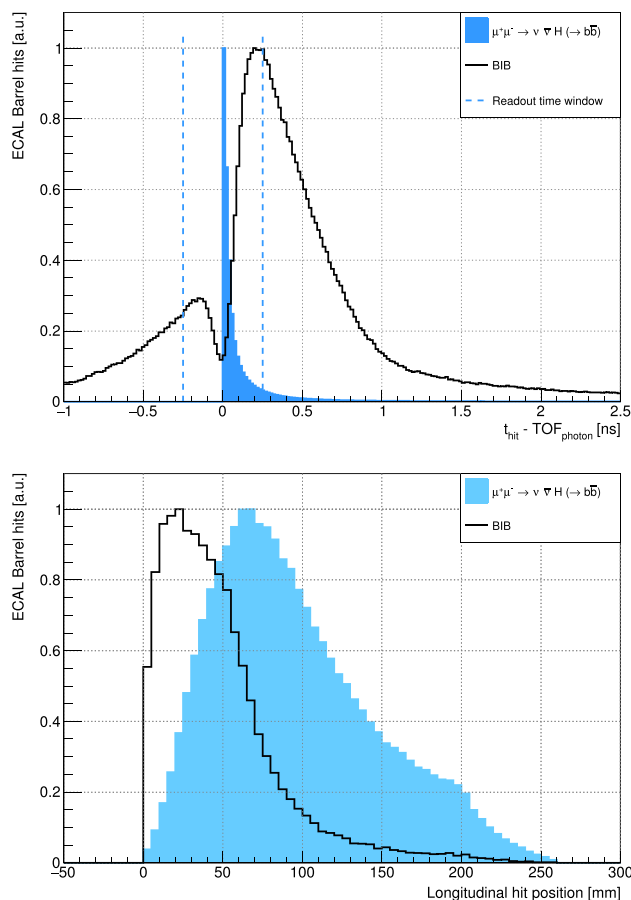 ECAL Barrel hits [a.u.]
μ⁺μ⁻ → ν ν̅ H (→ bb̅)
BIB
Readout time window
1
0.8
0.6
0.4
0.2
0
−1 −0.5 0 0.5 1 1.5 2 2.5
t_hit - TOF_photon [ns]
ECAL Barrel hits [a.u.]
μ⁺μ⁻ → ν ν̅ H (→ bb̅)
BIB
1
0.8
0.6
0.4
0.2
0
−50 0 50 100 150 200 250 300
Longitudinal hit position [mm]